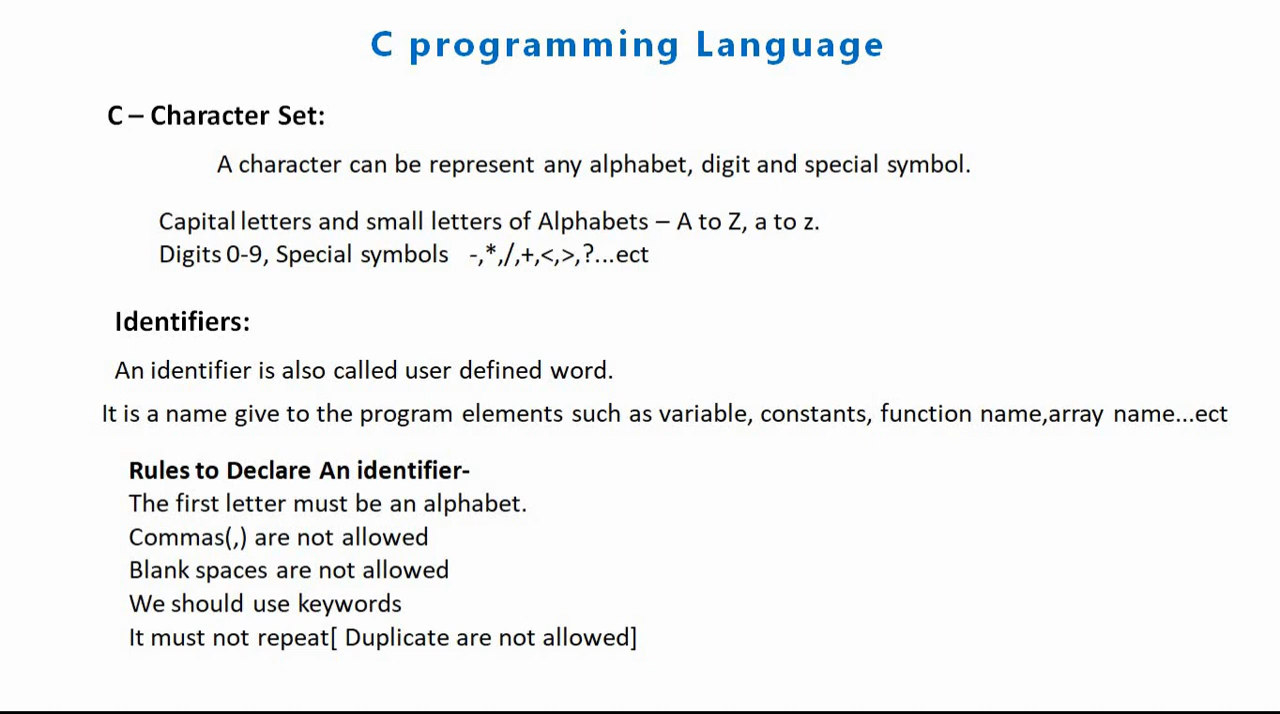 C programming Language
C – Character Set:
A character can be represent any alphabet, digit and special symbol.
Capital letters and small letters of Alphabets – A to Z, a to z.
Digits 0-9, Special symbols -,*,/,+,<,>,?...ect
Identifiers:
An identifier is also called user defined word.
It is a name give to the program elements such as variable, constants, function name,array name...ect
Rules to Declare An identifier-
The first letter must be an alphabet.
Commas(,) are not allowed
Blank spaces are not allowed
We should use keywords
It must not repeat[ Duplicate are not allowed]